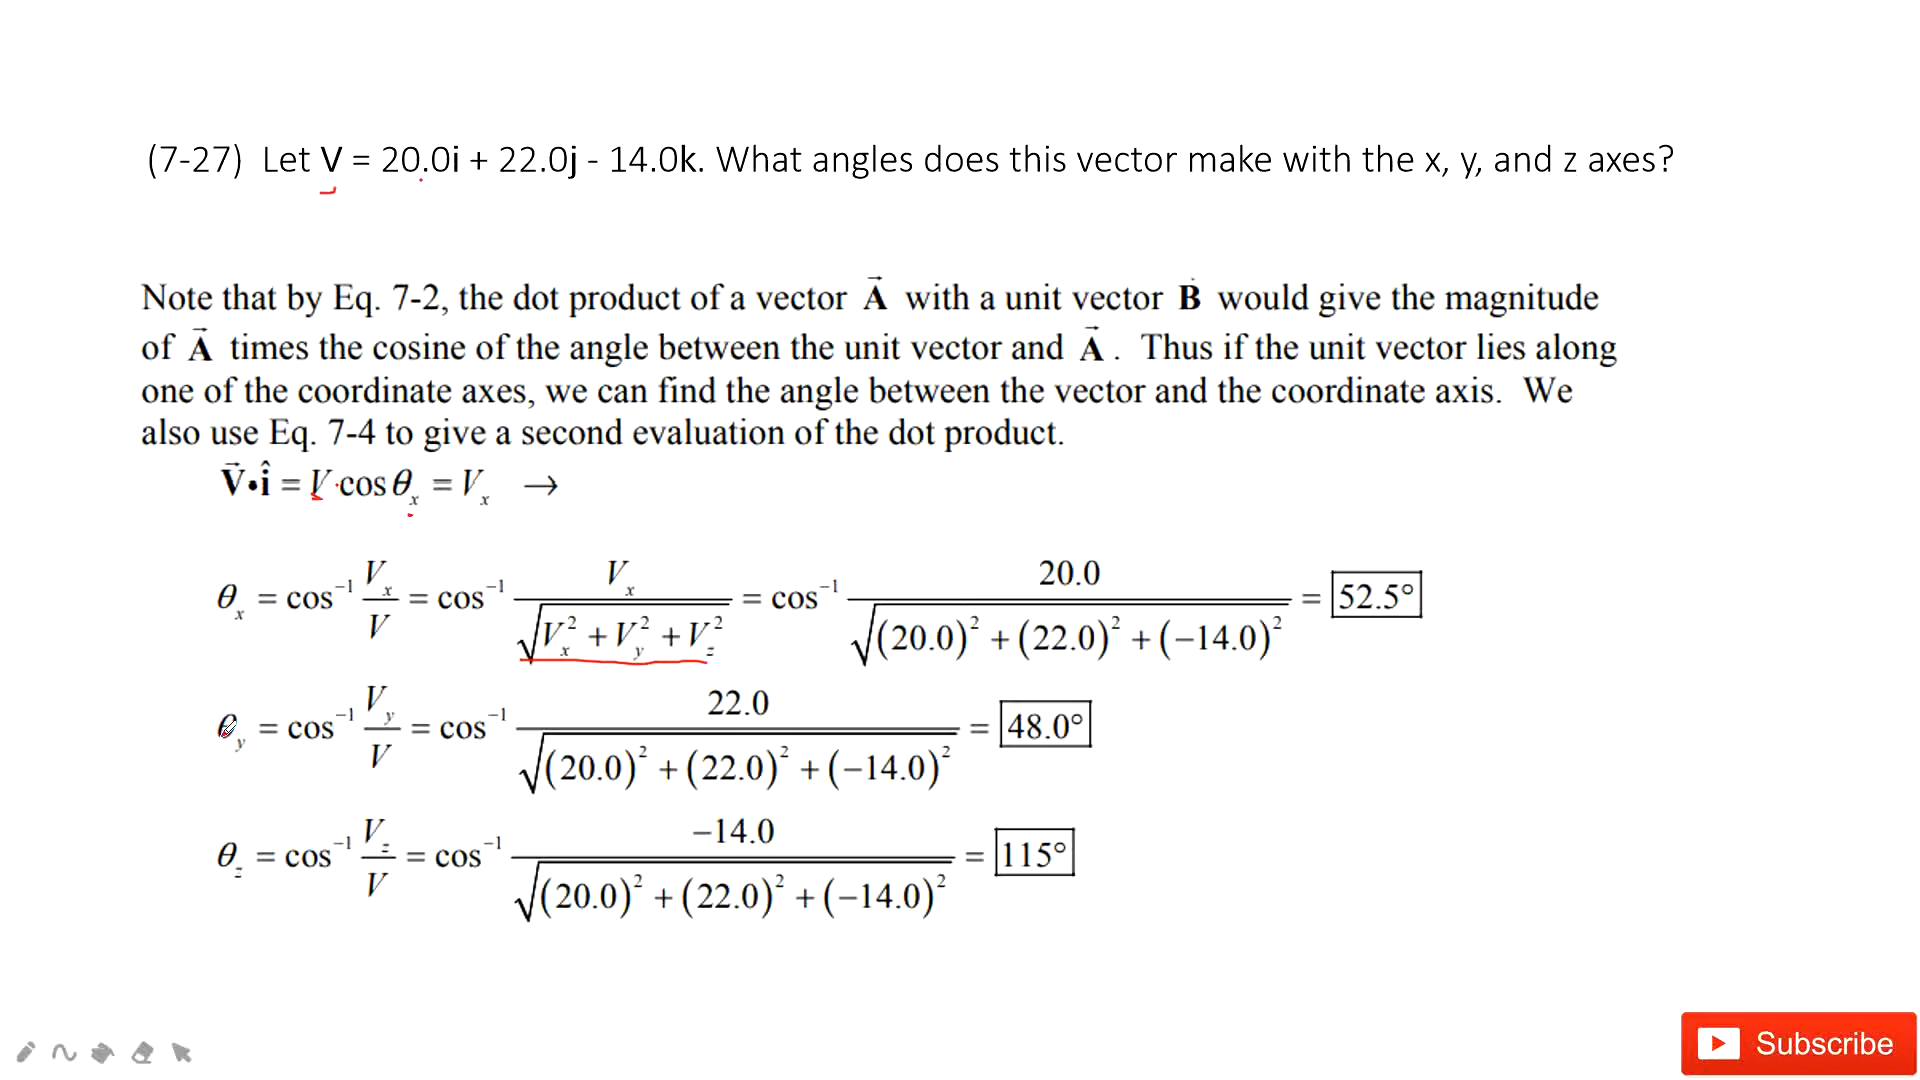 (7-27) Let V = 20.0i + 22.0j - 14.0k. What angles does this vector make with the x, y, and z axes?
Note that by Eq. 7-2, the dot product of a vector A⃗ with a unit vector B would give the magnitude
of A⃗ times the cosine of the angle between the unit vector and A⃗. Thus if the unit vector lies along
one of the coordinate axes, we can find the angle between the vector and the coordinate axis. We
also use Eq. 7-4 to give a second evaluation of the dot product.
V⃗•î = V cos θₓ = Vₓ →
θₓ = cos⁻¹ Vₓ/V = cos⁻¹ Vₓ/√(Vₓ² + V_y² + V_z²) = cos⁻¹ 20.0/√((20.0)² + (22.0)² + (−14.0)²) = 52.5°
θ_y = cos⁻¹ V_y/V = cos⁻¹ 22.0/√((20.0)² + (22.0)² + (−14.0)²) = 48.0°
θ_z = cos⁻¹ V_z/V = cos⁻¹ −14.0/√((20.0)² + (22.0)² + (−14.0)²) = 115°
Subscribe